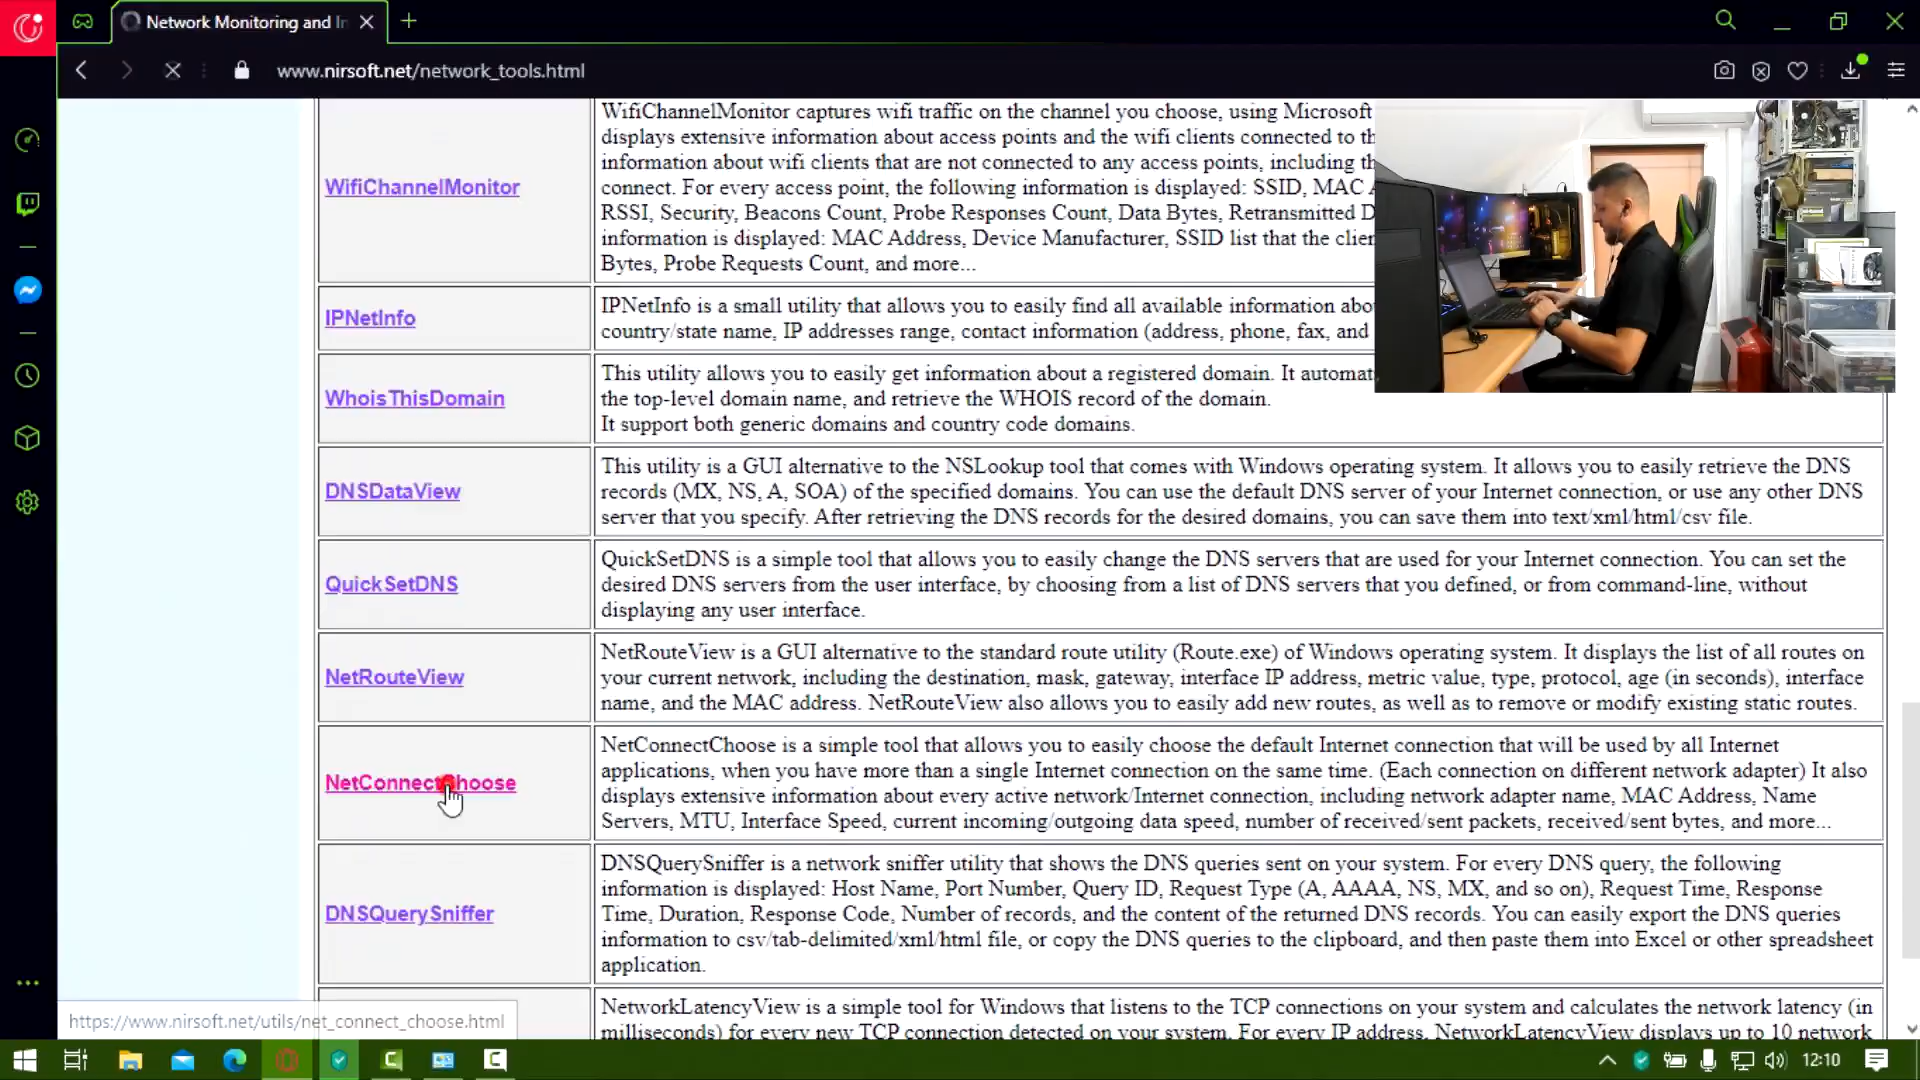 Network Monitoring and In
www.nirsoft.net/network_tools.html
WifiChannelMonitor
WifiChannelMonitor captures wifi traffic on the channel you choose, using Microsoft
displays extensive information about access points and the wifi clients connected to th
information about wifi clients that are not connected to any access points, including th
connect. For every access point, the following information is displayed: SSID, MAC A
RSSI, Security, Beacons Count, Probe Responses Count, Data Bytes, Retransmitted D
information is displayed: MAC Address, Device Manufacturer, SSID list that the clien
Bytes, Probe Requests Count, and more...
IPNetInfo
IPNetInfo is a small utility that allows you to easily find all available information abo
country/state name, IP addresses range, contact information (address, phone, fax, and
WhoisThisDomain
This utility allows you to easily get information about a registered domain. It automat
the top-level domain name, and retrieve the WHOIS record of the domain.
It support both generic domains and country code domains.
DNSDataView
This utility is a GUI alternative to the NSLookup tool that comes with Windows operating system. It allows you to easily retrieve the DNS
records (MX, NS, A, SOA) of the specified domains. You can use the default DNS server of your Internet connection, or use any other DNS
server that you specify. After retrieving the DNS records for the desired domains, you can save them into text/xml/html/csv file.
QuickSetDNS
QuickSetDNS is a simple tool that allows you to easily change the DNS servers that are used for your Internet connection. You can set the
desired DNS servers from the user interface, by choosing from a list of DNS servers that you defined, or from command-line, without
displaying any user interface.
NetRouteView
NetRouteView is a GUI alternative to the standard route utility (Route.exe) of Windows operating system. It displays the list of all routes on
your current network, including the destination, mask, gateway, interface IP address, metric value, type, protocol, age (in seconds), interface
name, and the MAC address. NetRouteView also allows you to easily add new routes, as well as to remove or modify existing static routes.
NetConnectChoose
NetConnectChoose is a simple tool that allows you to easily choose the default Internet connection that will be used by all Internet
applications, when you have more than a single Internet connection on the same time. (Each connection on different network adapter) It also
displays extensive information about every active network/Internet connection, including network adapter name, MAC Address, Name
Servers, MTU, Interface Speed, current incoming/outgoing data speed, number of received/sent packets, received/sent bytes, and more...
DNSQuerySniffer
DNSQuerySniffer is a network sniffer utility that shows the DNS queries sent on your system. For every DNS query, the following
information is displayed: Host Name, Port Number, Query ID, Request Type (A, AAAA, NS, MX, and so on), Request Time, Response
Time, Duration, Response Code, Number of records, and the content of the returned DNS records. You can easily export the DNS queries
information to csv/tab-delimited/xml/html file, or copy the DNS queries to the clipboard, and then paste them into Excel or other spreadsheet
application.
NetworkLatencyView is a simple tool for Windows that listens to the TCP connections on your system and calculates the network latency (in
milliseconds) for every new TCP connection detected on your system. For every IP address, NetworkLatencyView displays up to 10 network
https://www.nirsoft.net/utils/net_connect_choose.html
12:10